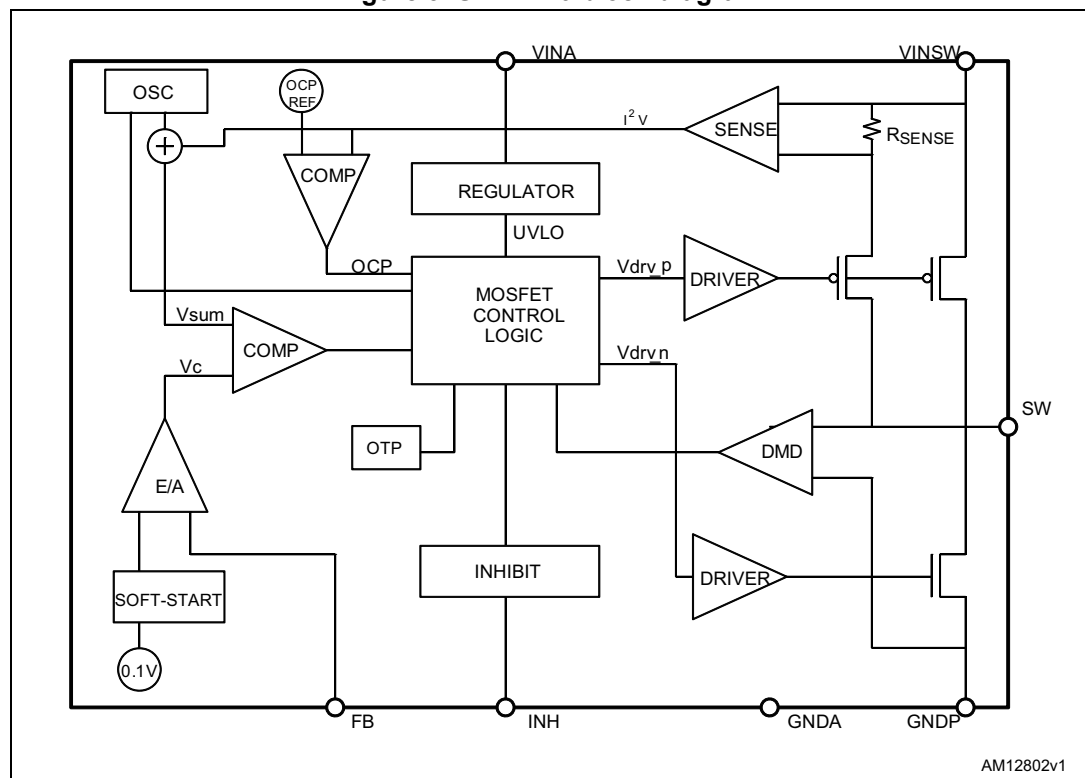 VINA
VINSW
OSC
OCP
REF
I² V
SENSE
RSENSE
+
COMP
REGULATOR
UVLO
OCP
Vdrv_p
DRIVER
MOSFET
CONTROL
LOGIC
Vsum
COMP
Vdrv_n
Vc
SW
OTP
DMD
E/A
INHIBIT
DRIVER
SOFT-START
0.1V
FB
INH
GNDA
GNDP
AM12802v1